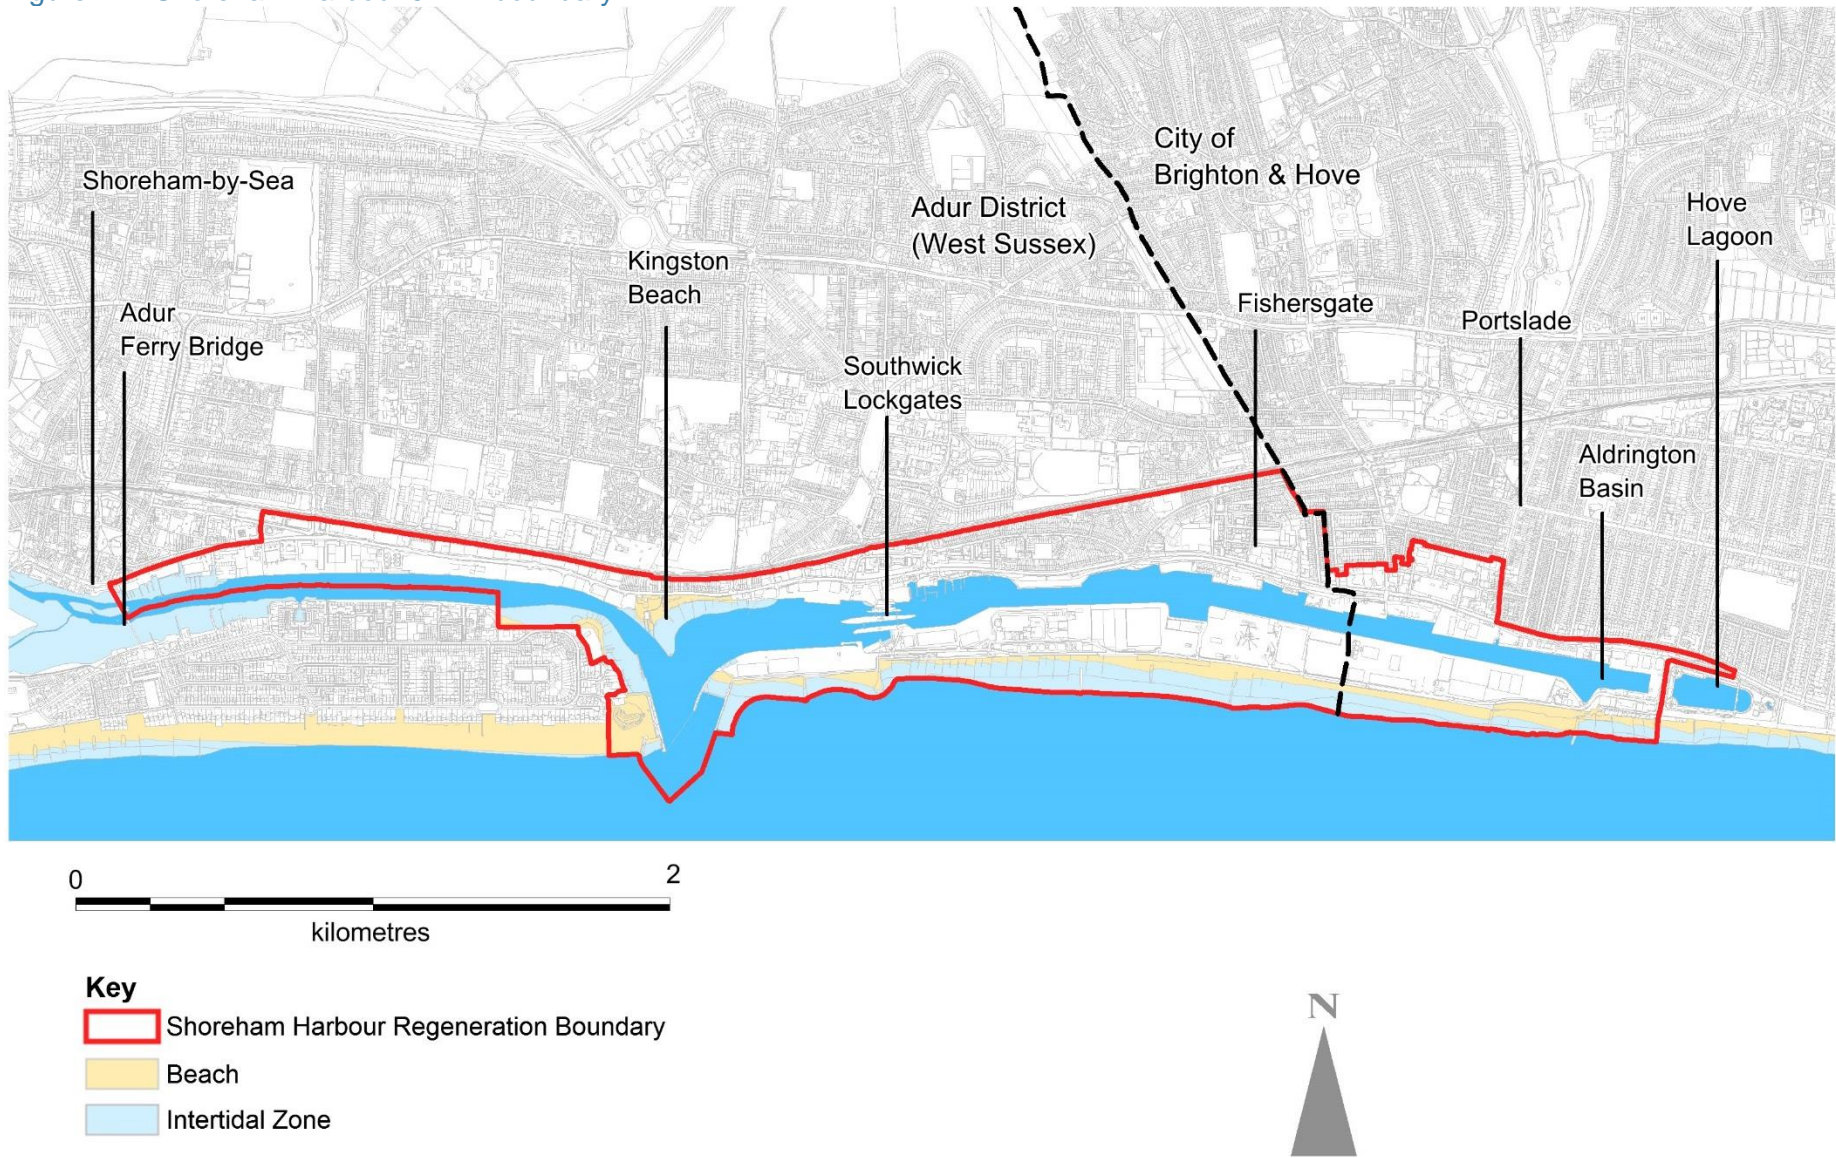 City of
Brighton & Hove
Shoreham-by-Sea
Adur District
(West Sussex)
Hove
Lagoon
Kingston
Beach
Adur
Ferry Bridge
Fishersgate
Portslade
Southwick
Lockgates
Aldrington
Basin
0 2
kilometres
Key
Shoreham Harbour Regeneration Boundary
Beach
Intertidal Zone
N